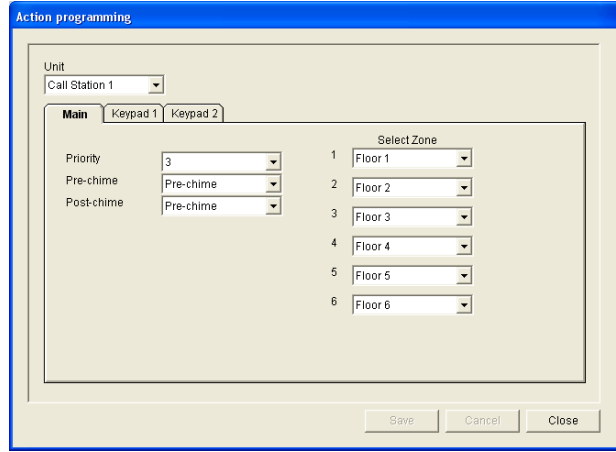 Action programming
Unit
Call Station 1
Main Keypad 1 Keypad 2
Select Zone
Priority 3 1 Floor 1
Pre-chime Pre-chime 2 Floor 2
Post-chime Pre-chime 3 Floor 3
4 Floor 4
5 Floor 5
6 Floor 6
Save Cancel Close